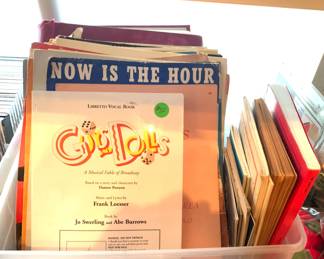 NOW IS THE HOUR
LIBRETTO VOCAL BOOK
GUYS & DOLLS
A Musical Fable of Broadway
Based on a story and characters by
Damon Runyon
Music and Lyrics by
Frank Loesser
Book by
Jo Swerling and Abe Burrows